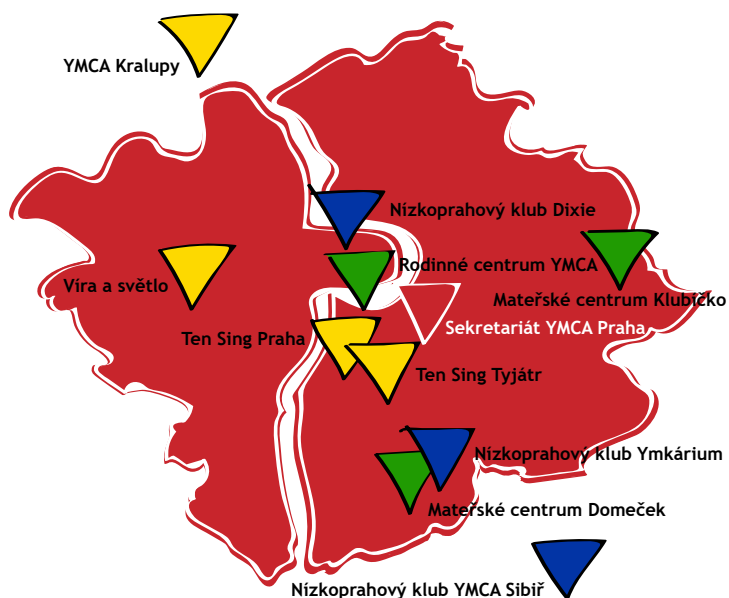 YMCA Kralupy
Nízkoprahový klub Dixie
Rodinné centrum YMCA
Víra a světlo
Mateřské centrum Klubíčko
Sekretariát YMCA Praha
Ten Sing Praha
Ten Sing Tyjátr
Nízkoprahový klub Ymkárium
Mateřské centrum Domeček
Nízkoprahový klub YMCA Sibiř